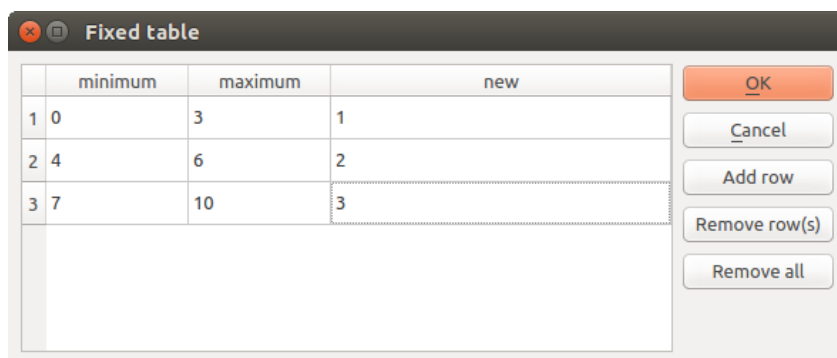 Fixed table
minimum maximum new
1 0 3 1
2 4 6 2
3 7 10 3
OK
Cancel
Add row
Remove row(s)
Remove all